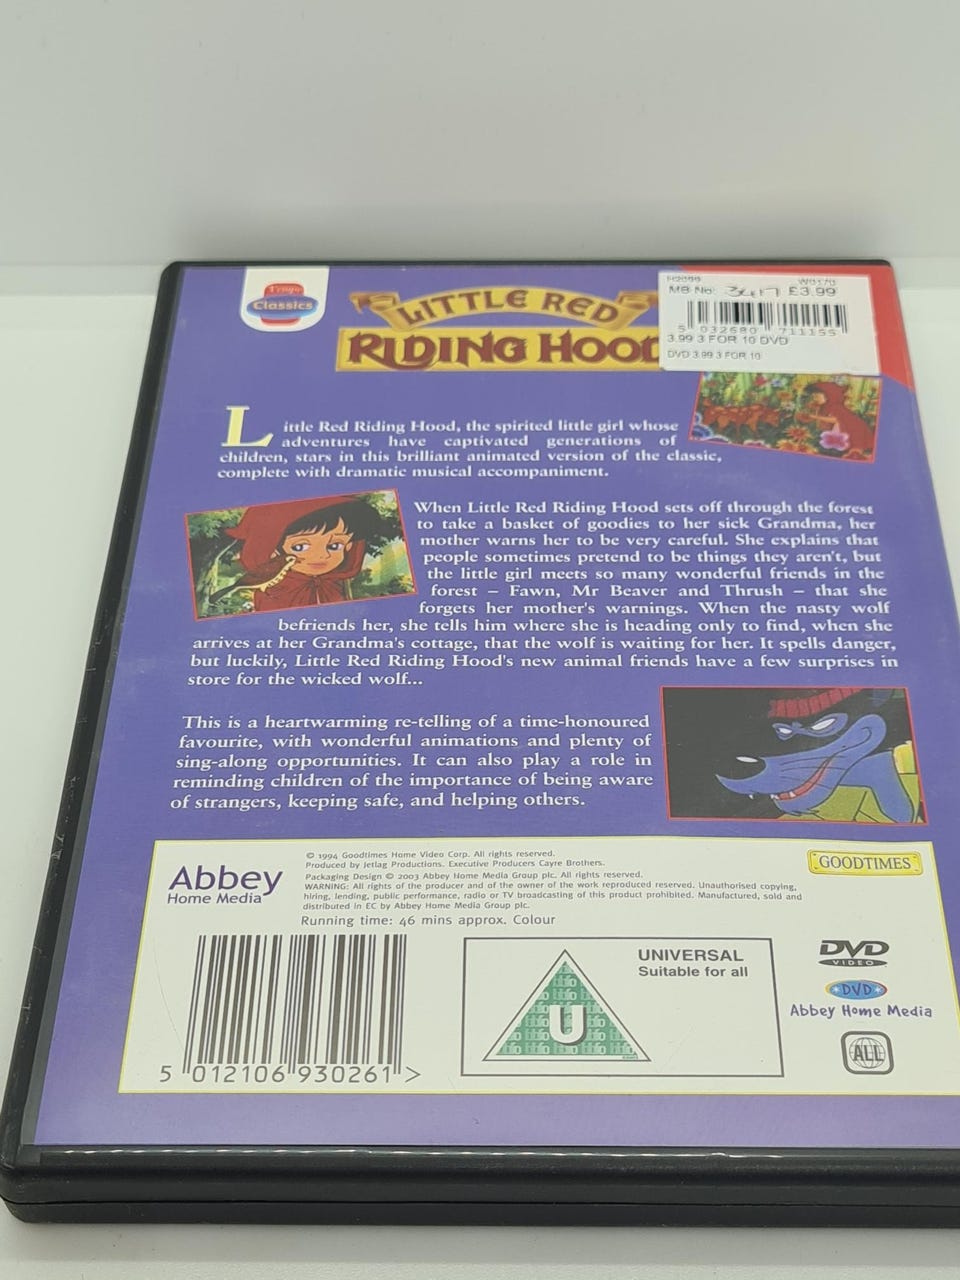 Tempo
Classics
LITTLE RED
RIDING HOOD
MB No: £3.99
5 032680 711155
3.99 3 FOR 10 DVD
DVD 3.99 3 FOR 10
Little Red Riding Hood, the spirited little girl whose
adventures have captivated generations of
children, stars in this brilliant animated version of the classic,
complete with dramatic musical accompaniment.
When Little Red Riding Hood sets off through the forest
to take a basket of goodies to her sick Grandma, her
mother warns her to be very careful. She explains that
people sometimes pretend to be things they aren't, but
the little girl meets so many wonderful friends in the
forest – Fawn, Mr Beaver and Thrush – that she
forgets her mother's warnings. When the nasty wolf
befriends her, she tells him where she is heading only to find, when she
arrives at her Grandma's cottage, that the wolf is waiting for her. It spells danger,
but luckily, Little Red Riding Hood's new animal friends have a few surprises in
store for the wicked wolf...
This is a heartwarming re-telling of a time-honoured
favourite, with wonderful animations and plenty of
sing-along opportunities. It can also play a role in
reminding children of the importance of being aware
of strangers, keeping safe, and helping others.
Abbey
Home Media
© 1994 Goodtimes Home Video Corp. All rights reserved.
Produced by Jetlag Productions. Executive Producers Cayre Brothers.
Packaging Design © 2003 Abbey Home Media Group plc. All rights reserved.
WARNING: All rights of the producer and of the owner of the work reproduced reserved. Unauthorised copying,
hiring, lending, public performance, radio or TV broadcasting of this product prohibited. Manufactured, sold and
distributed in EC by Abbey Home Media Group plc.
Running time: 46 mins approx. Colour
GOODTIMES
5 012106 930261 >
U
UNIVERSAL
Suitable for all
DVD
VIDEO
DVD
Abbey Home Media
ALL